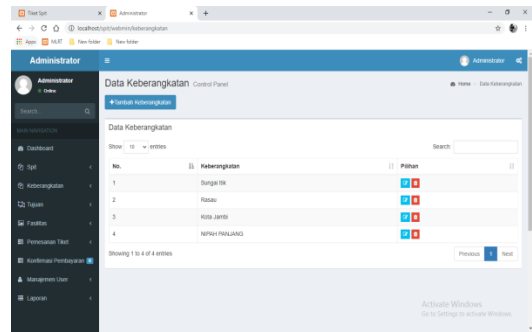 Tiket Spit
Administrator
localhost/spit/webmin/keberangkatan
Apps MURT New folder New folder
Administrator
Administrator
Administrator
Online
Data Keberangkatan Control Panel
Home > Data Keberangkatan
+Tambah Keberangkatan
Search...
MAIN NAVIGATION
Dashboard
Spit
Keberangkatan
Tujuan
Fasilitas
Pemesanan Tiket
Konfirmasi Pembayaran
Manajemen User
Laporan
Data Keberangkatan
Show 10 entries
Search:
No. Keberangkatan Pilihan
1 Sungai Itik
2 Rasau
3 Kota Jambi
4 NIPAH PANJANG
Showing 1 to 4 of 4 entries
Previous 1 Next
Activate Windows
Go to Settings to activate Windows.